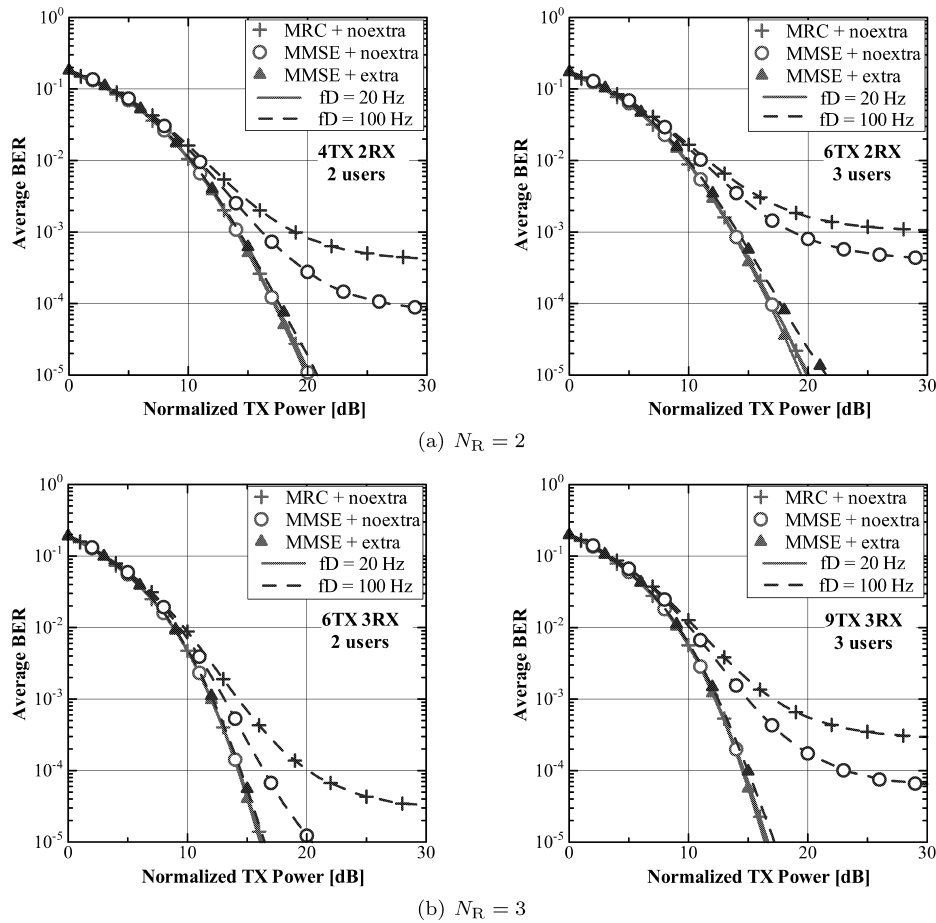 10^0
10^-1
10^-2
10^-3
10^-4
10^-5
Average BER
MRC + noextra
MMSE + noextra
MMSE + extra
fD = 20 Hz
fD = 100 Hz
4TX 2RX
2 users
0 10 20 30
Normalized TX Power [dB]
10^0
10^-1
10^-2
10^-3
10^-4
10^-5
Average BER
MRC + noextra
MMSE + noextra
MMSE + extra
fD = 20 Hz
fD = 100 Hz
6TX 2RX
3 users
0 10 20 30
Normalized TX Power [dB]
(a) N_R = 2
10^0
10^-1
10^-2
10^-3
10^-4
10^-5
Average BER
MRC + noextra
MMSE + noextra
MMSE + extra
fD = 20 Hz
fD = 100 Hz
6TX 3RX
2 users
0 10 20 30
Normalized TX Power [dB]
10^0
10^-1
10^-2
10^-3
10^-4
10^-5
Average BER
MRC + noextra
MMSE + noextra
MMSE + extra
fD = 20 Hz
fD = 100 Hz
9TX 3RX
3 users
0 10 20 30
Normalized TX Power [dB]
(b) N_R = 3